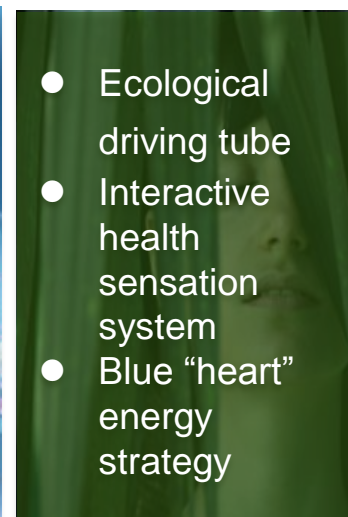 ● Ecological
driving tube
● Interactive
health
sensation
system
● Blue “heart”
energy
strategy